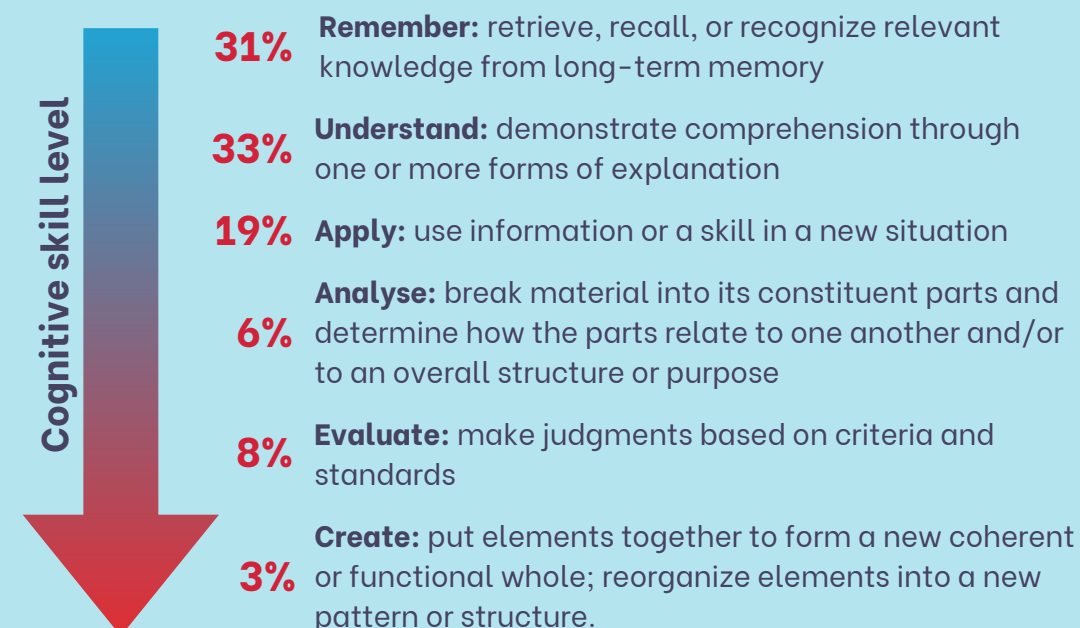 Cognitive skill level
31%
Remember: retrieve, recall, or recognize relevant
knowledge from long-term memory
33%
Understand: demonstrate comprehension through
one or more forms of explanation
19%
Apply: use information or a skill in a new situation
6%
Analyse: break material into its constituent parts and
determine how the parts relate to one another and/or
to an overall structure or purpose
8%
Evaluate: make judgments based on criteria and
standards
3%
Create: put elements together to form a new coherent
or functional whole; reorganize elements into a new
pattern or structure.